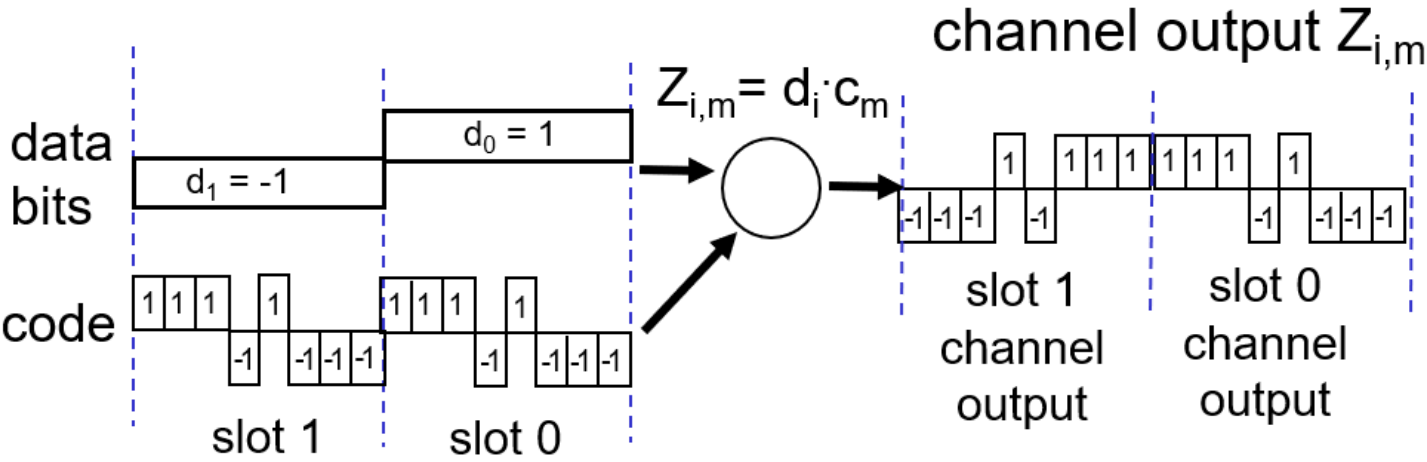 channel output Z_{i,m}
Z_{i,m}= d_i·c_m
data
bits
d_0 = 1
d_1 = -1
1 1 1 -1 1 -1 -1 -1
1 1 1 -1 1 -1 -1 -1
code
slot 1
slot 0
-1 -1 -1 1 -1 1 1 1
1 1 1 -1 1 -1 -1 -1
slot 1
channel
output
slot 0
channel
output